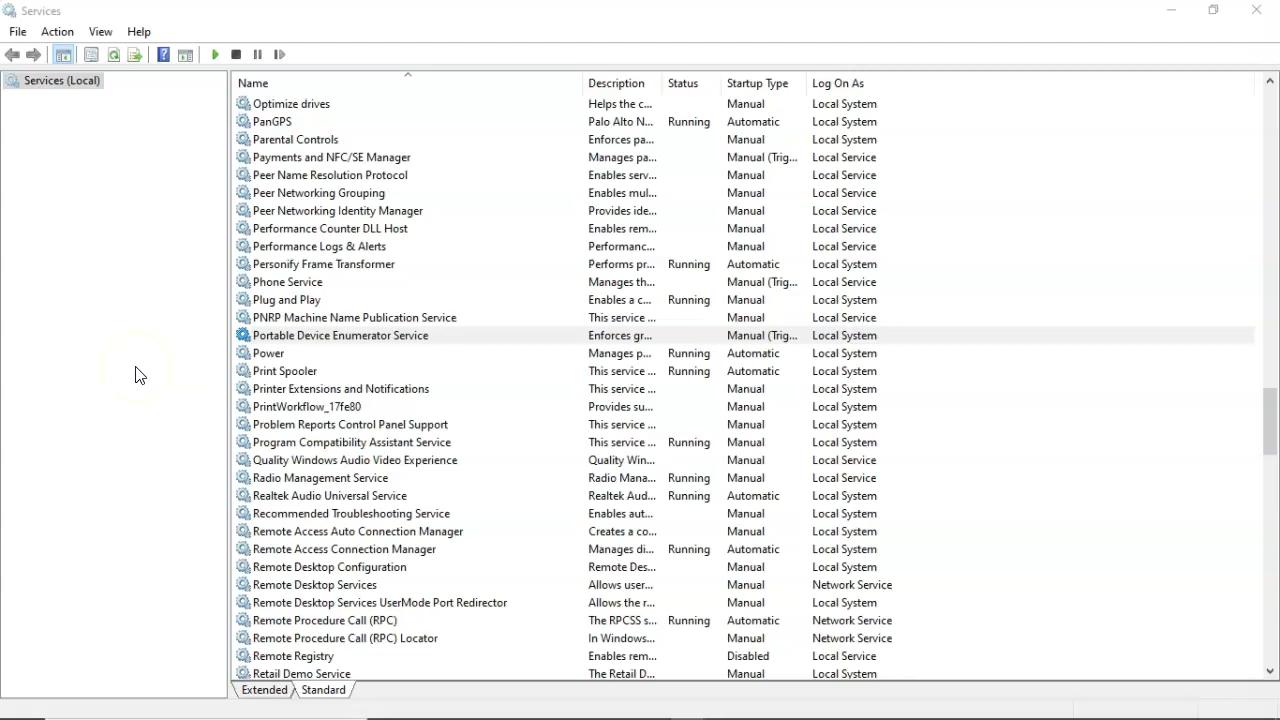 Services
File Action View Help
Services (Local)
Name Description Status Startup Type Log On As
Optimize drives Helps the c... Manual Local System
PanGPS Palo Alto N... Running Automatic Local System
Parental Controls Enforces pa... Manual Local System
Payments and NFC/SE Manager Manages pa... Manual (Trig... Local Service
Peer Name Resolution Protocol Enables serv... Manual Local Service
Peer Networking Grouping Enables mul... Manual Local Service
Peer Networking Identity Manager Provides ide... Manual Local Service
Performance Counter DLL Host Enables rem... Manual Local Service
Performance Logs & Alerts Performanc... Manual Local Service
Personify Frame Transformer Performs pr... Running Automatic Local System
Phone Service Manages th... Manual (Trig... Local Service
Plug and Play Enables a c... Running Manual Local System
PNRP Machine Name Publication Service This service ... Manual Local Service
Portable Device Enumerator Service Enforces gr... Manual (Trig... Local System
Power Manages p... Running Automatic Local System
Print Spooler This service ... Running Automatic Local System
Printer Extensions and Notifications This service ... Manual Local System
PrintWorkflow_17fe80 Provides su... Manual Local System
Problem Reports Control Panel Support This service ... Manual Local System
Program Compatibility Assistant Service This service ... Running Manual Local System
Quality Windows Audio Video Experience Quality Win... Manual Local Service
Radio Management Service Radio Mana... Running Manual Local Service
Realtek Audio Universal Service Realtek Aud... Running Automatic Local System
Recommended Troubleshooting Service Enables aut... Manual Local System
Remote Access Auto Connection Manager Creates a co... Manual Local System
Remote Access Connection Manager Manages di... Running Automatic Local System
Remote Desktop Configuration Remote Des... Manual Local System
Remote Desktop Services Allows user... Manual Network Service
Remote Desktop Services UserMode Port Redirector Allows the r... Manual Local System
Remote Procedure Call (RPC) The RPCSS s... Running Automatic Network Service
Remote Procedure Call (RPC) Locator In Windows... Manual Network Service
Remote Registry Enables rem... Disabled Local Service
Retail Demo Service The Retail D... Manual Local System
Extended Standard